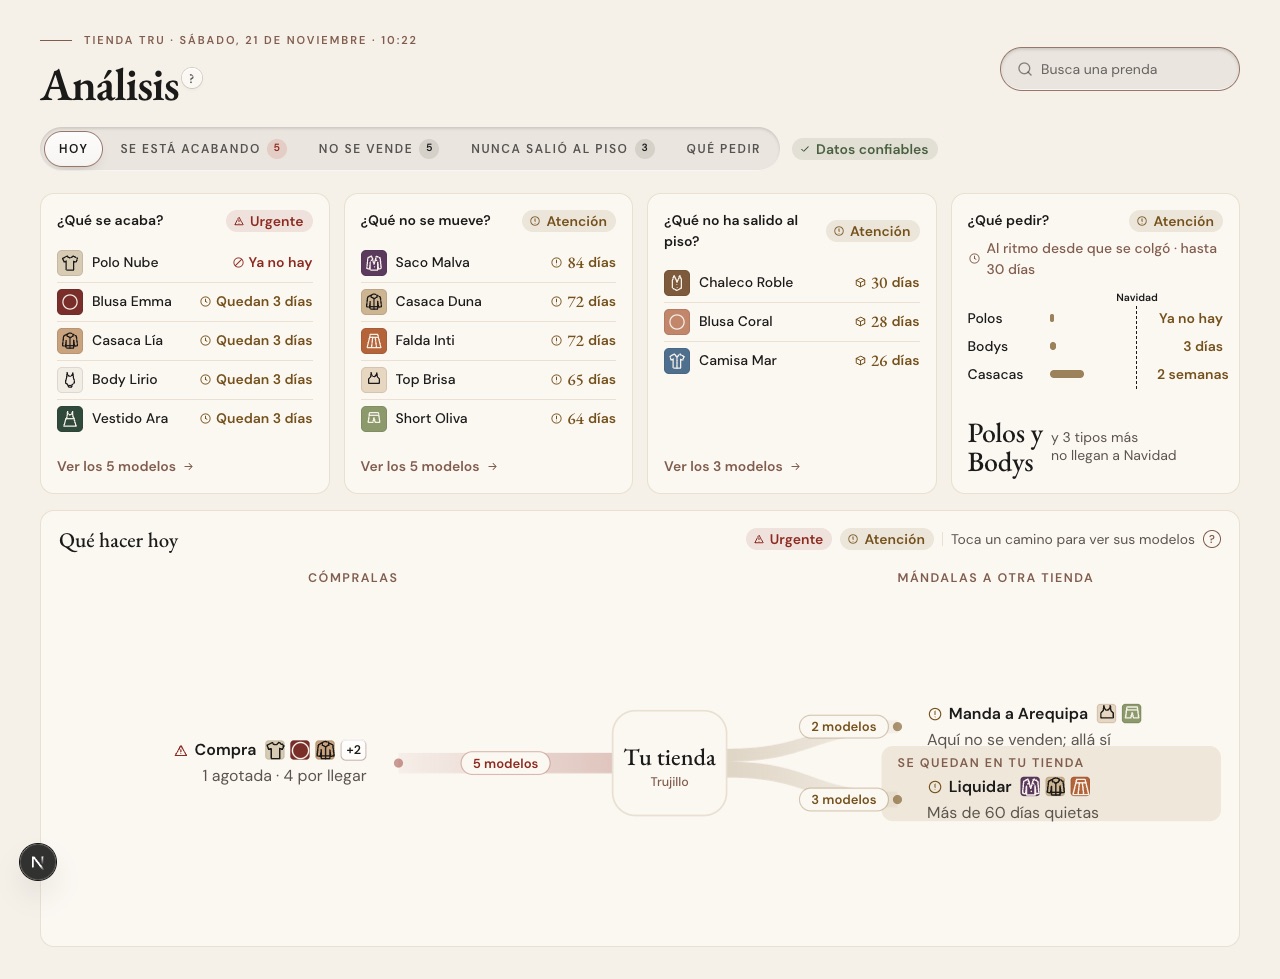 TIENDA TRU · SÁBADO, 21 DE NOVIEMBRE · 10:22
Análisis ?
Busca una prenda
HOY
SE ESTÁ ACABANDO 5
NO SE VENDE 5
NUNCA SALIÓ AL PISO 3
QUÉ PEDIR
Datos confiables
¿Qué se acaba?
Urgente
Polo Nube
Ya no hay
Blusa Emma
Quedan 3 días
Casaca Lía
Quedan 3 días
Body Lirio
Quedan 3 días
Vestido Ara
Quedan 3 días
Ver los 5 modelos →
¿Qué no se mueve?
Atención
Saco Malva
84 días
Casaca Duna
72 días
Falda Inti
72 días
Top Brisa
65 días
Short Oliva
64 días
Ver los 5 modelos →
¿Qué no ha salido al
piso?
Atención
Chaleco Roble
30 días
Blusa Coral
28 días
Camisa Mar
26 días
Ver los 3 modelos →
¿Qué pedir?
Atención
Al ritmo desde que se colgó · hasta
30 días
Navidad
Polos
Ya no hay
Bodys
3 días
Casacas
2 semanas
Polos y
Bodys
y 3 tipos más
no llegan a Navidad
Qué hacer hoy
Urgente
Atención
Toca un camino para ver sus modelos ?
CÓMPRALAS
MÁNDALAS A OTRA TIENDA
Compra +2
1 agotada · 4 por llegar
5 modelos
Tu tienda
Trujillo
2 modelos
Manda a Arequipa
Aquí no se venden; allá sí
SE QUEDAN EN TU TIENDA
3 modelos
Liquidar
Más de 60 días quietas
N